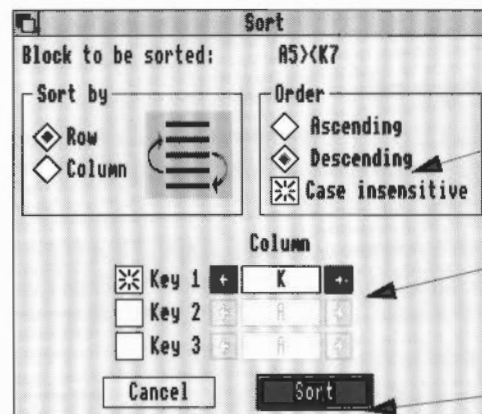 Sort
Block to be sorted: A5><K7
Sort by
Row
Column
Order
Ascending
Descending
Case insensitive
Column
Key 1 K
Key 2 A
Key 3 A
Cancel Sort